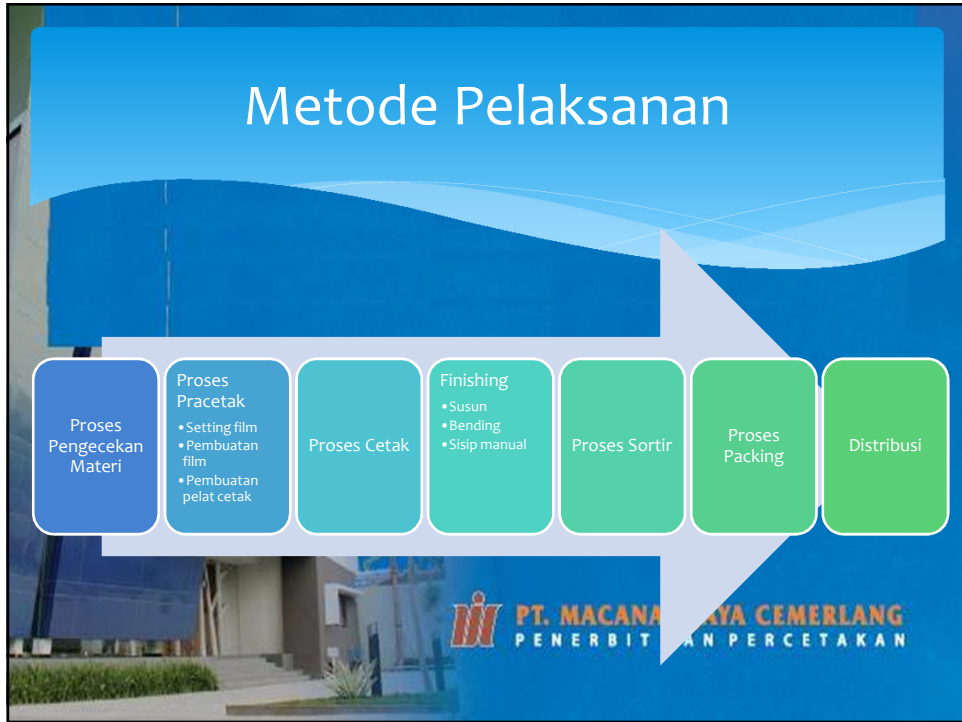 Metode Pelaksanan
Proses
Pengecekan
Materi
Proses
Pracetak
•Setting film
•Pembuatan
film
•Pembuatan
pelat cetak
Proses Cetak
Finishing
•Susun
•Bending
•Sisip manual
Proses Sortir
Proses
Packing
Distribusi
PT. MACANA AYA CEMERLANG
PENERBIT AN PERCETAKAN